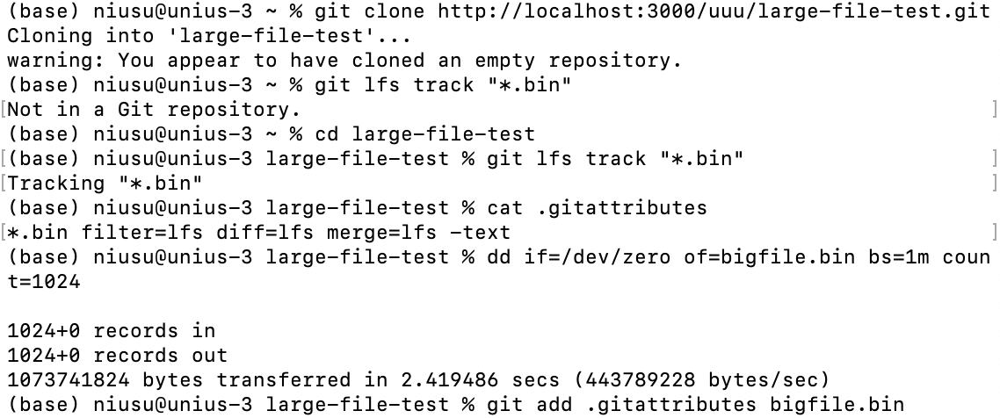 (base) niusu@unius-3 ~ % git clone http://localhost:3000/uuu/large-file-test.git
Cloning into 'large-file-test'...
warning: You appear to have cloned an empty repository.
(base) niusu@unius-3 ~ % git lfs track "*.bin"
[Not in a Git repository. ]
(base) niusu@unius-3 ~ % cd large-file-test
[(base) niusu@unius-3 large-file-test % git lfs track "*.bin" ]
[Tracking "*.bin" ]
(base) niusu@unius-3 large-file-test % cat .gitattributes
[*.bin filter=lfs diff=lfs merge=lfs -text ]
(base) niusu@unius-3 large-file-test % dd if=/dev/zero of=bigfile.bin bs=1m coun
t=1024
1024+0 records in
1024+0 records out
1073741824 bytes transferred in 2.419486 secs (443789228 bytes/sec)
(base) niusu@unius-3 large-file-test % git add .gitattributes bigfile.bin